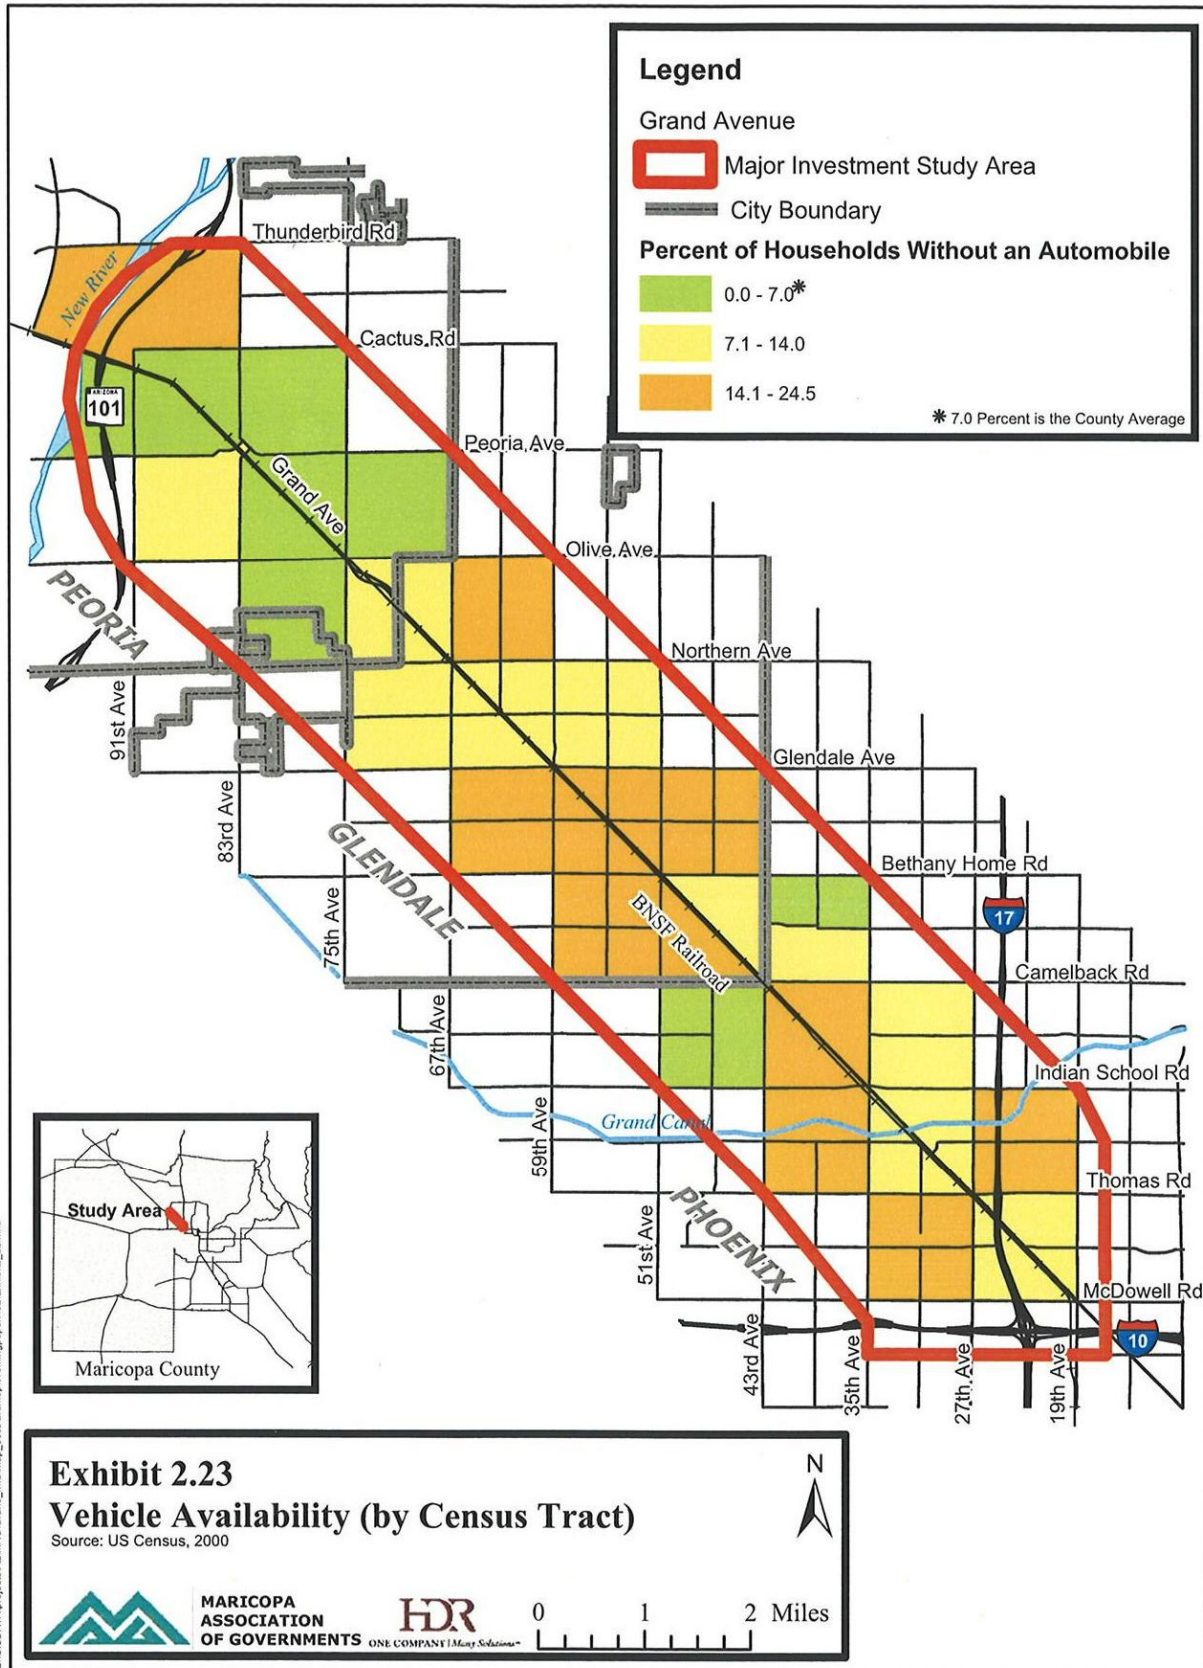 Legend
Grand Avenue
Major Investment Study Area
City Boundary
Percent of Households Without an Automobile
0.0 - 7.0*
7.1 - 14.0
14.1 - 24.5
* 7.0 Percent is the County Average
Thunderbird Rd
New River
Cactus Rd
ARIZONA
101
Peoria Ave
Grand Ave
Olive Ave
PEORIA
Northern Ave
91st Ave
Glendale Ave
83rd Ave
GLENDALE
Bethany Home Rd
BNSF Railroad
17
75th Ave
Camelback Rd
67th Ave
Indian School Rd
Grand Canal
59th Ave
Thomas Rd
PHOENIX
51st Ave
McDowell Rd
10
43rd Ave
35th Ave
27th Ave
19th Ave
Study Area
Maricopa County
Exhibit 2.23
Vehicle Availability (by Census Tract)
Source: US Census, 2000
N
MARICOPA
ASSOCIATION
OF GOVERNMENTS
HDR
ONE COMPANY | Many Solutions
0 1 2 Miles